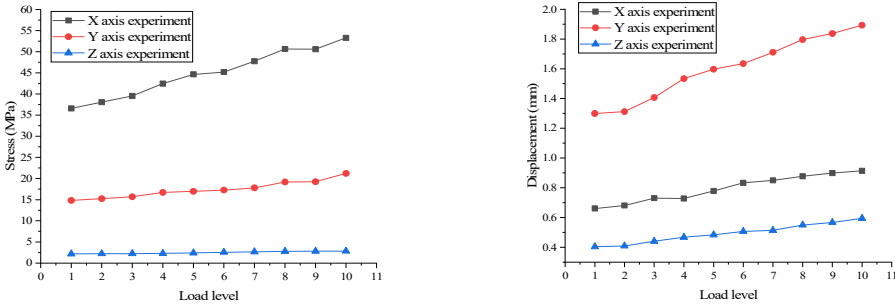 X axis experiment
Y axis experiment
Z axis experiment
Stress (MPa)
60
55
50
45
40
35
30
25
20
15
10
5
0
0 1 2 3 4 5 6 7 8 9 10 11
Load level
X axis experiment
Y axis experiment
Z axis experiment
Displacement (mm)
2.0
1.8
1.6
1.4
1.2
1.0
0.8
0.6
0.4
0 1 2 3 4 5 6 7 8 9 10 11
Load level